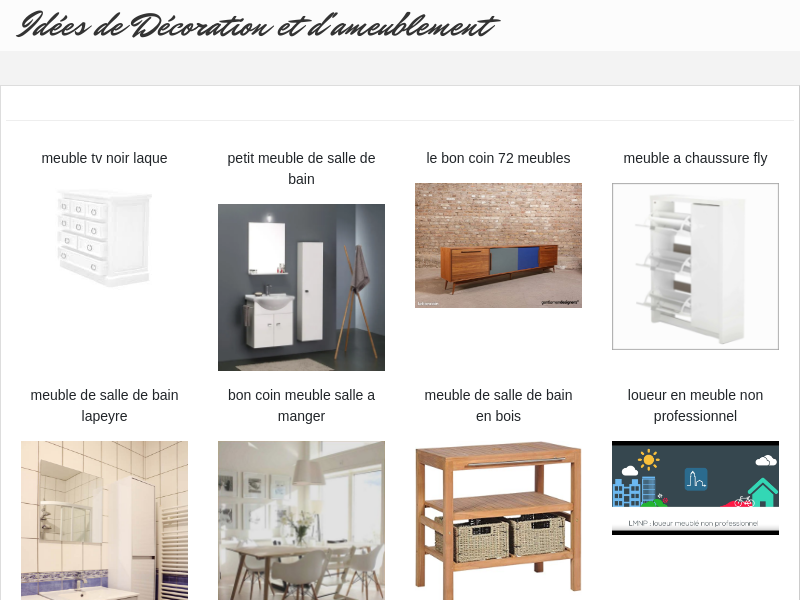 Idées de Décoration et d'ameublement
meuble tv noir laque
petit meuble de salle de
bain
le bon coin 72 meubles
meuble a chaussure fly
gentlemendesigners
meuble de salle de bain
lapeyre
bon coin meuble salle a
manger
meuble de salle de bain
en bois
loueur en meuble non
professionnel
LMNP : loueur meublé non professionnel